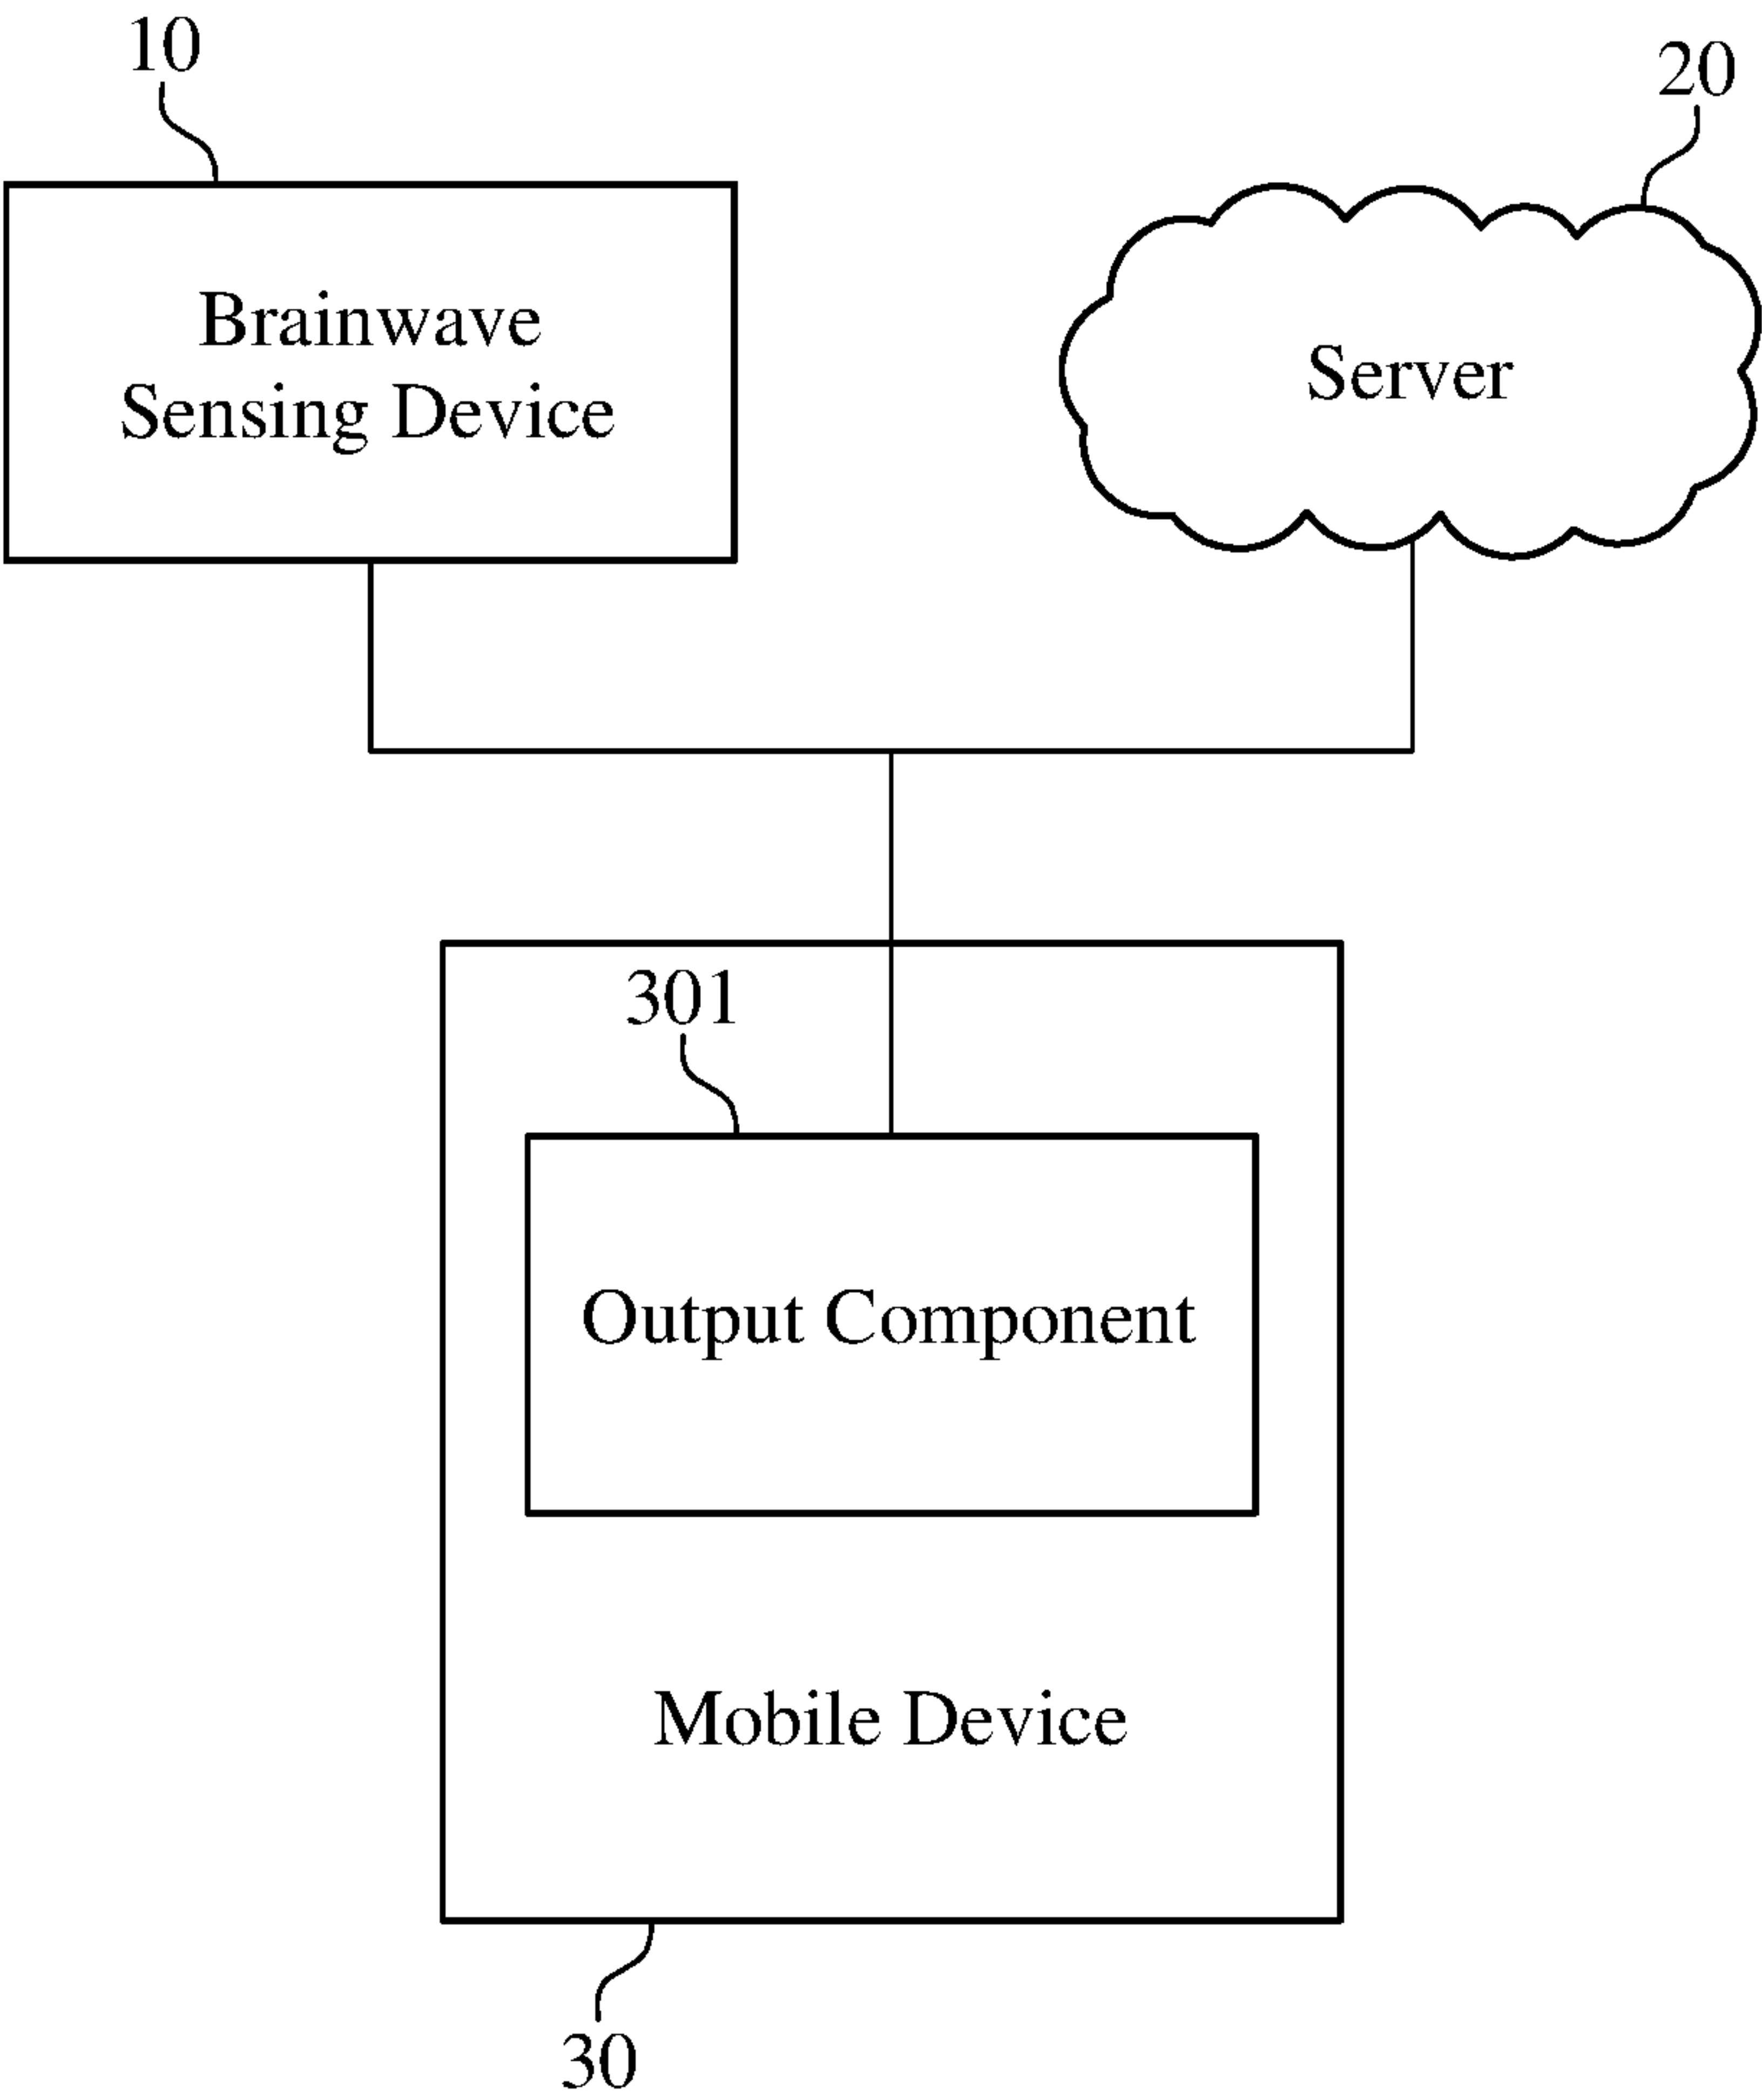 10
20
Brainwave
Sensing Device
Server
301
Output Component
Mobile Device
30